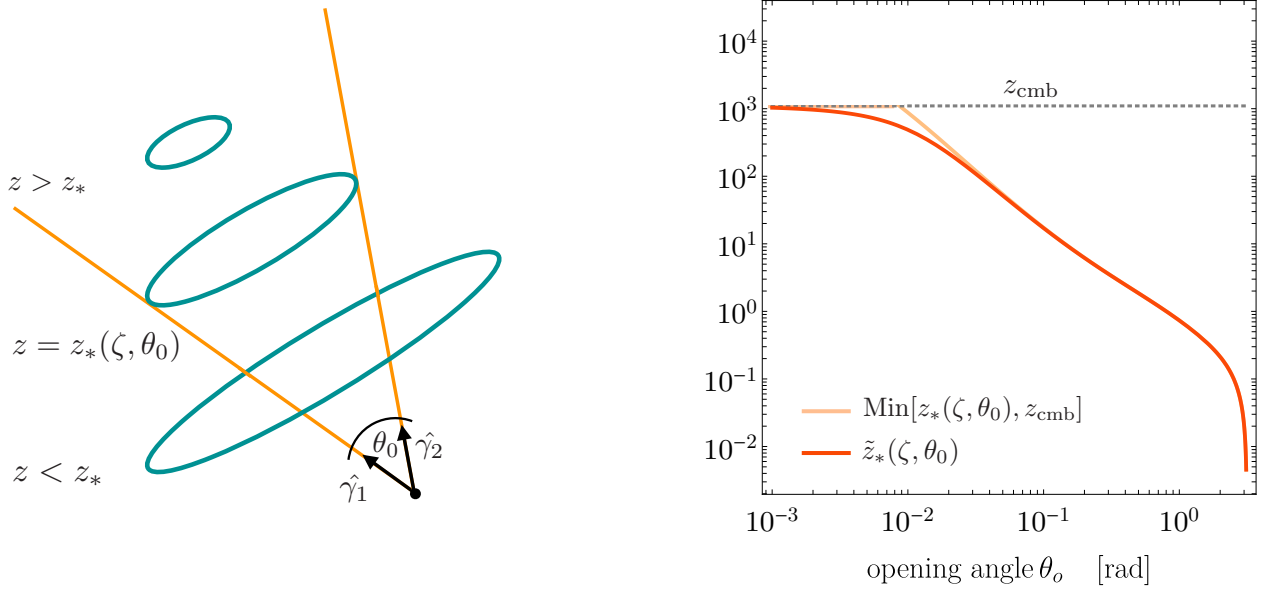 z > z_*
z = z_*(ζ, θ_0)
z < z_*
θ_0
γ̂_1
γ̂_2
10^4
10^3
10^2
10^1
10^0
10^{-1}
10^{-2}
z_cmb
Min[z_*(ζ, θ_0), z_cmb]
z̃_*(ζ, θ_0)
10^{-3} 10^{-2} 10^{-1} 10^0
opening angle θ_o [rad]